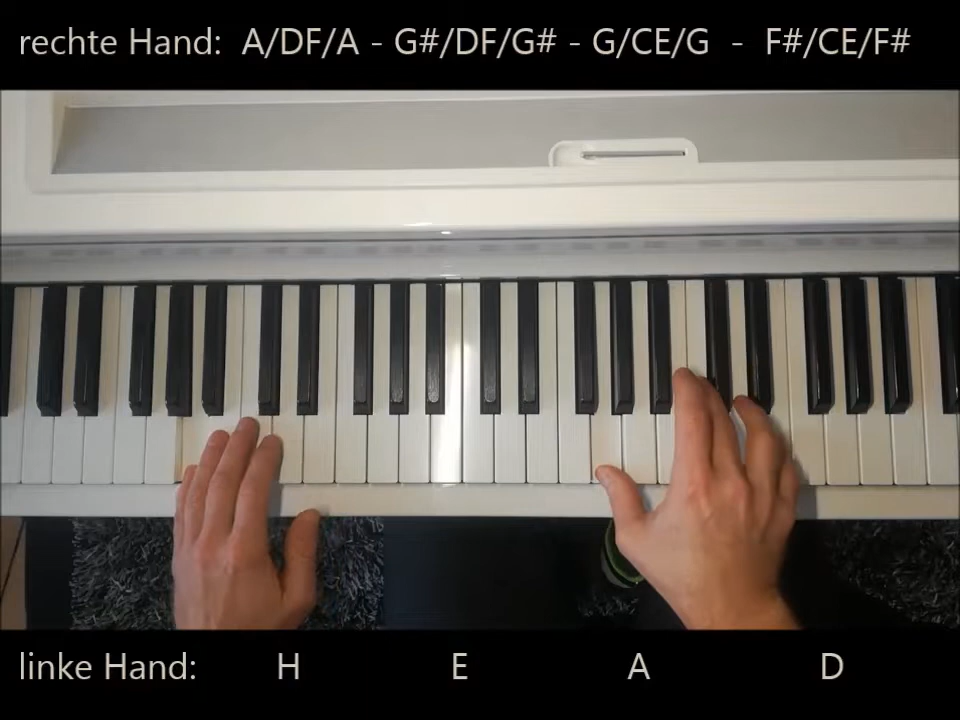 rechte Hand: A/DF/A - G#/DF/G# - G/CE/G - F#/CE/F#
linke Hand: H E A D